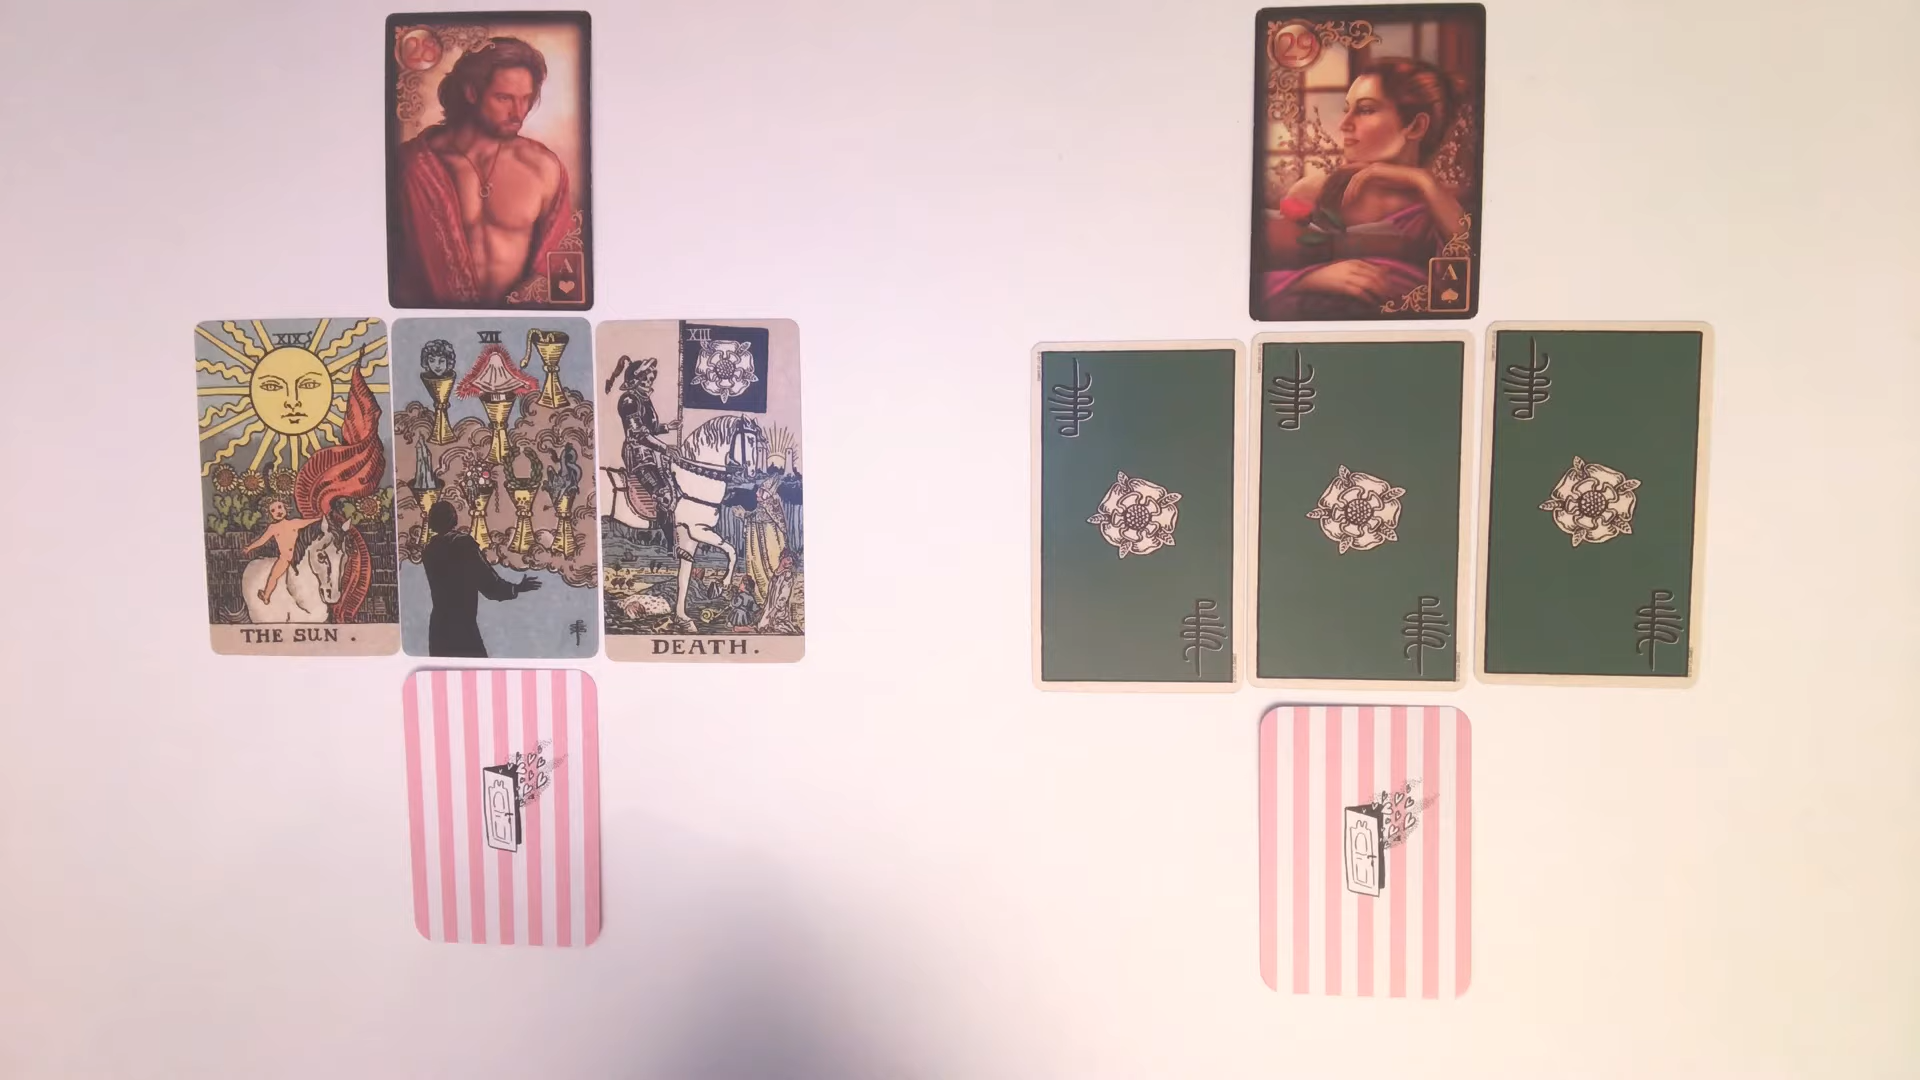 28
A
29
A
XIX
THE SUN .
VII
XIII
DEATH.